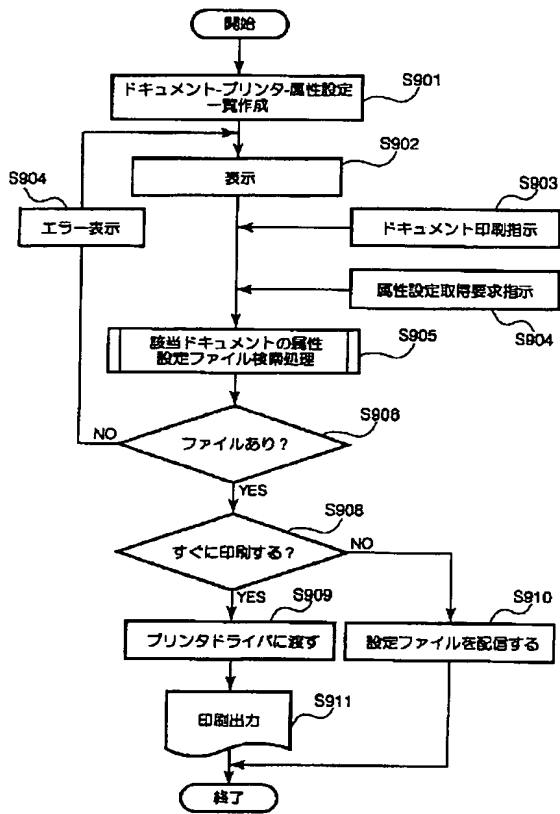 開始
S901
ドキュメント-プリンタ-属性設定
一覧作成
S902
表示
S904
エラー表示
S903
ドキュメント印刷指示
属性設定取得要求指示
S904
該当ドキュメントの属性
設定ファイル検索処理
S905
S906
NO
ファイルあり?
YES
S908
すぐに印刷する?
NO
YES
S909
S910
プリンタドライバに渡す
設定ファイルを配信する
S911
印刷出力
終了